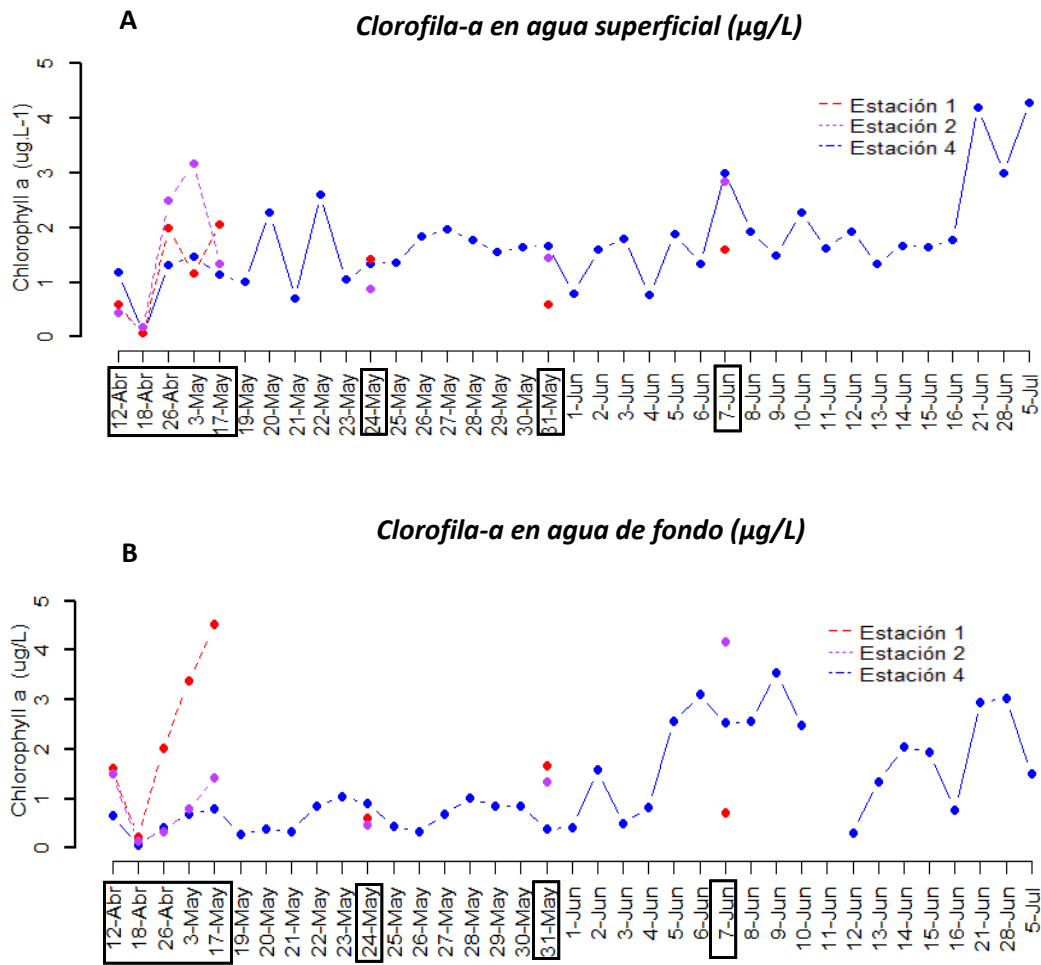 A
Clorofila-a en agua superficial (µg/L)
Chlorophyll a (ug.L-1)
5
4
3
2
1
0
Estación 1
Estación 2
Estación 4
12-Abr
18-Abr
26-Abr
3-May
17-May
19-May
20-May
21-May
22-May
23-May
24-May
25-May
26-May
27-May
28-May
29-May
30-May
31-May
1-Jun
2-Jun
3-Jun
4-Jun
5-Jun
6-Jun
7-Jun
8-Jun
9-Jun
10-Jun
11-Jun
12-Jun
13-Jun
14-Jun
15-Jun
16-Jun
21-Jun
28-Jun
5-Jul
Clorofila-a en agua de fondo (µg/L)
B
Chlorophyll a (ug/L)
5
4
3
2
1
0
Estación 1
Estación 2
Estación 4
12-Abr
18-Abr
26-Abr
3-May
17-May
19-May
20-May
21-May
22-May
23-May
24-May
25-May
26-May
27-May
28-May
29-May
30-May
31-May
1-Jun
2-Jun
3-Jun
4-Jun
5-Jun
6-Jun
7-Jun
8-Jun
9-Jun
10-Jun
11-Jun
12-Jun
13-Jun
14-Jun
15-Jun
16-Jun
21-Jun
28-Jun
5-Jul